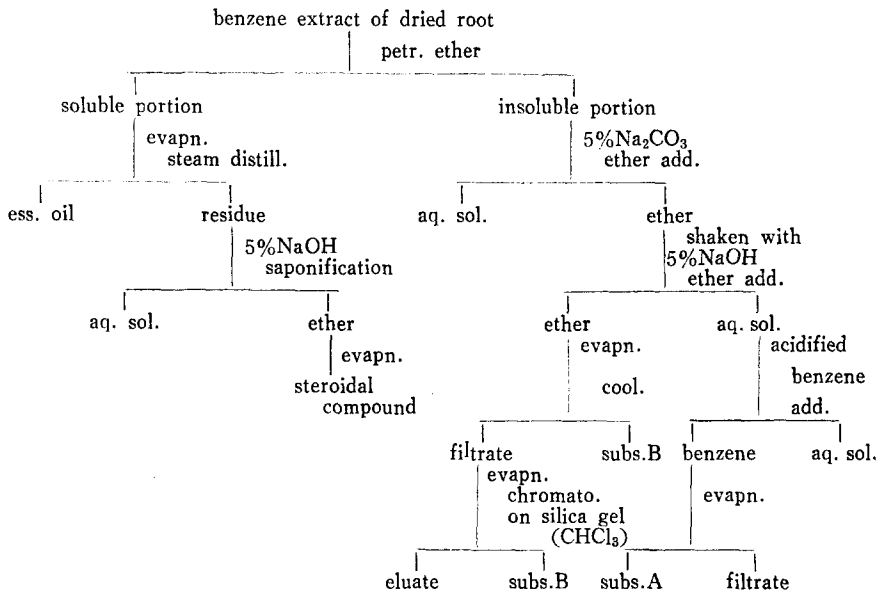 benzene extract of dried root
petr. ether
soluble portion
insoluble portion
evapn.
steam distill.
5%Na₂CO₃
ether add.
ess. oil
residue
aq. sol.
ether
5%NaOH
saponification
shaken with
5%NaOH
ether add.
aq. sol.
ether
ether
aq. sol.
evapn.
evapn.
acidified
steroidal
compound
cool.
benzene
add.
filtrate
subs.B
benzene
aq. sol.
evapn.
chromato.
on silica gel
(CHCl₃)
evapn.
eluate
subs.B
subs.A
filtrate